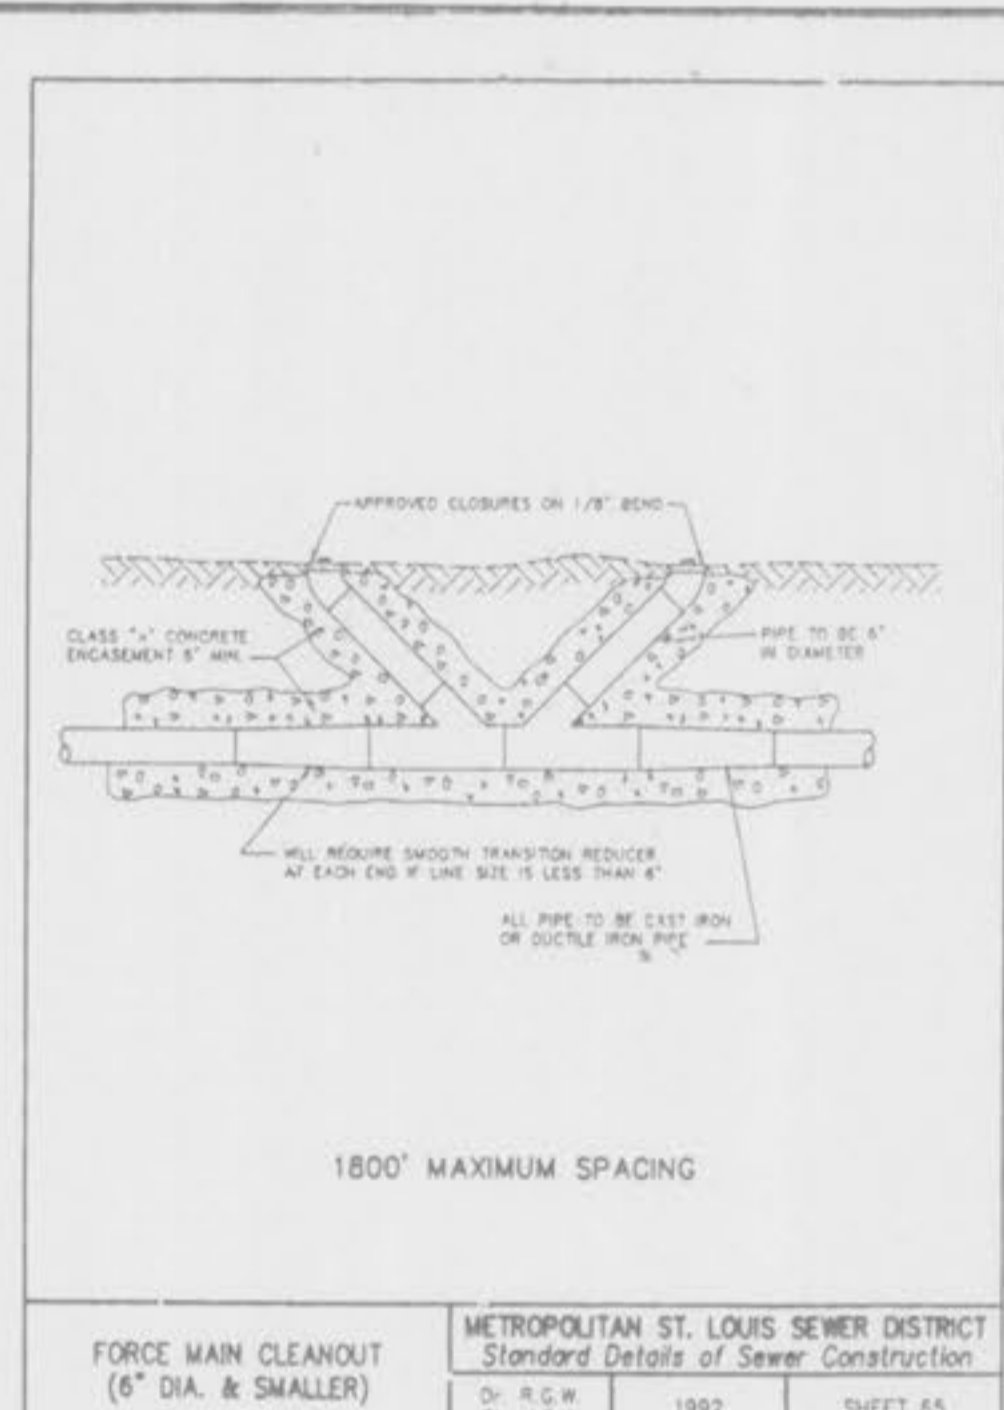 APPROVED CLOSURES ON 1/8" BEND
CLASS "A" CONCRETE
ENCASEMENT 6" MIN.
PIPE TO BE 6"
IN DIAMETER
WILL REQUIRE SMOOTH TRANSITION REDUCER
AT EACH END IF LINE SIZE IS LESS THAN 6"
ALL PIPE TO BE CAST IRON
OR DUCTILE IRON PIPE
1800' MAXIMUM SPACING
FORCE MAIN CLEANOUT
(6" DIA. & SMALLER)
METROPOLITAN ST. LOUIS SEWER DISTRICT
Standard Details of Sewer Construction
Dr. R.G.W.
1992
SHEET 65